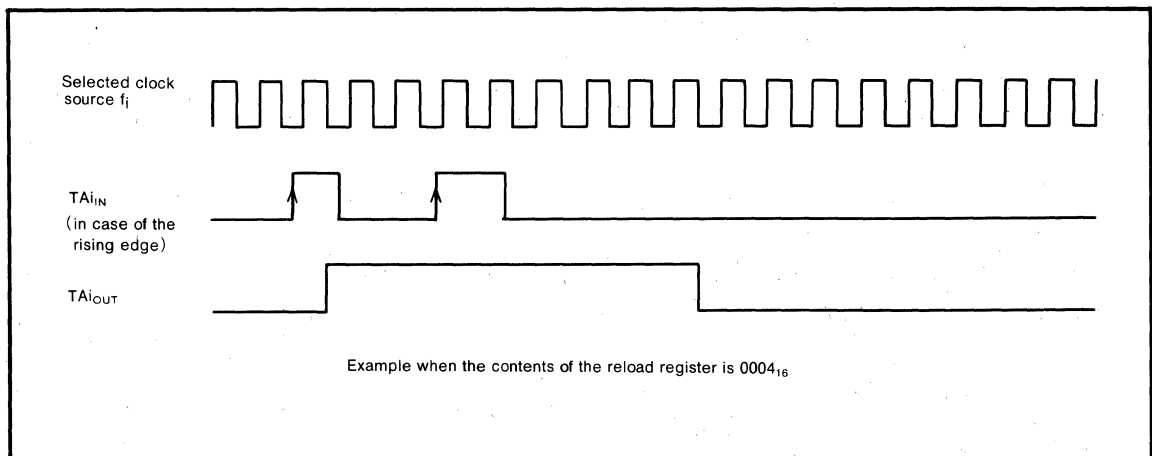 Selected clock
source fi
TAiIN
(in case of the
rising edge)
TAiOUT
Example when the contents of the reload register is 0004₁₆